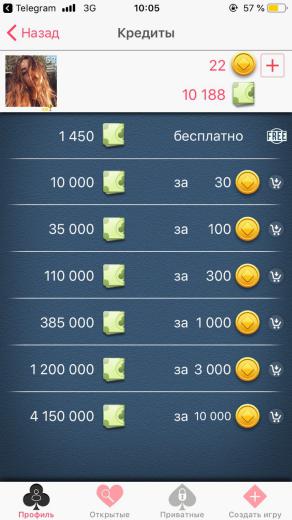 Telegram 3G 10:05 57 %
Назад Кредиты
22
10 188
1 450 бесплатно FREE
10 000 за 30
35 000 за 100
110 000 за 300
385 000 за 1 000
1 200 000 за 3 000
4 150 000 за 10 000
Профиль Открытые Приватные Создать игру